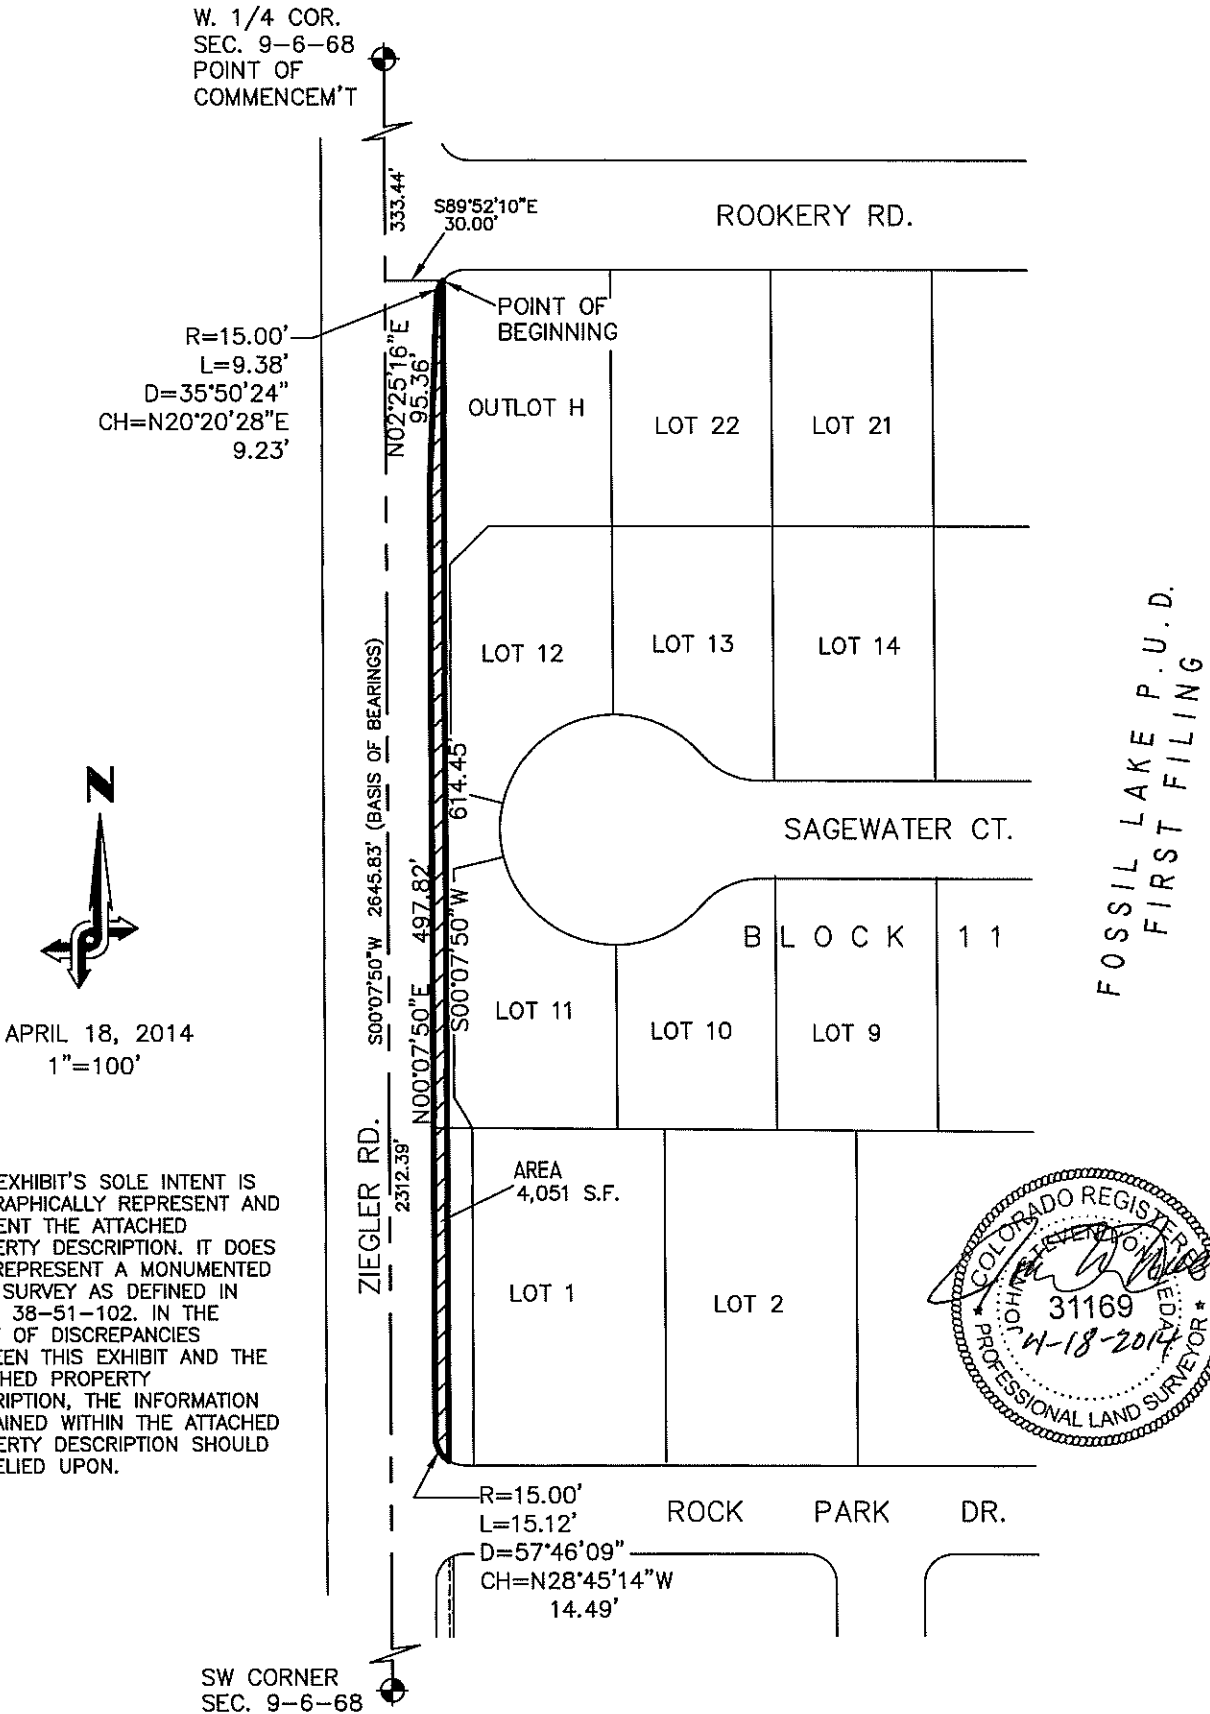 W. 1/4 COR.
SEC. 9-6-68
POINT OF
COMMENCEM'T
333.44'
S89°52'10"E
30.00'
ROOKERY RD.
POINT OF
BEGINNING
R=15.00'
L=9.38'
D=35°50'24"
CH=N20°20'28"E
9.23'
N02°25'16"E
95.36'
OUTLOT H
LOT 22
LOT 21
LOT 12
LOT 13
LOT 14
S00°07'50"W 2645.83' (BASIS OF BEARINGS)
N00°07'50"E 497.82'
S00°07'50"W
614.45'
SAGEWATER CT.
BLOCK 11
FOSSIL LAKE P.U.D.
FIRST FILING
N
APRIL 18, 2014
1"=100'
LOT 11
LOT 10
LOT 9
ZIEGLER RD.
2312.39'
AREA
4,051 S.F.
LOT 1
LOT 2
EXHIBIT'S SOLE INTENT IS
RAPHICALLY REPRESENT AND
ENT THE ATTACHED
ERTY DESCRIPTION. IT DOES
REPRESENT A MONUMENTED
SURVEY AS DEFINED IN
38-51-102. IN THE
OF DISCREPANCIES
EEN THIS EXHIBIT AND THE
HED PROPERTY
RIPTION, THE INFORMATION
AINED WITHIN THE ATTACHED
ERTY DESCRIPTION SHOULD
ELIED UPON.
COLORADO REGISTERED
JOHN STEVEN
31169
4-18-2014
PROFESSIONAL LAND SURVEYOR
R=15.00'
L=15.12'
D=57°46'09"
CH=N28°45'14"W
14.49'
ROCK PARK DR.
SW CORNER
SEC. 9-6-68